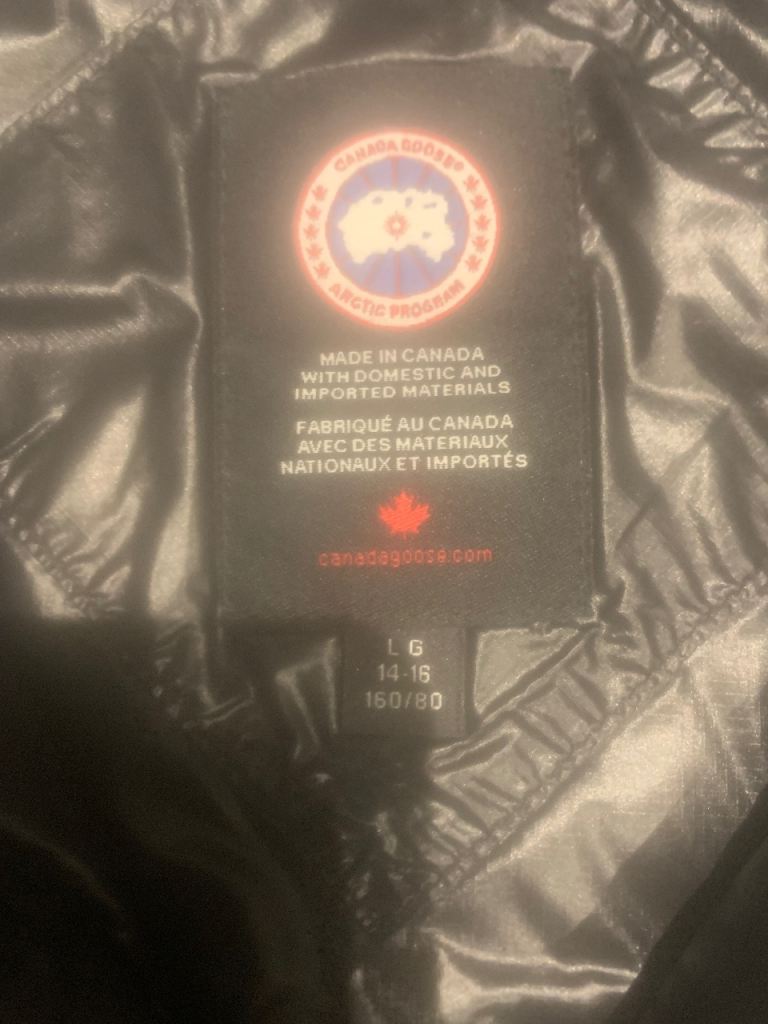 CANADA GOOSE®
ARCTIC PROGRAM
MADE IN CANADA
WITH DOMESTIC AND
IMPORTED MATERIALS
FABRIQUÉ AU CANADA
AVEC DES MATERIAUX
NATIONAUX ET IMPORTÉS
canadagoose.com
LG
14-16
160/80